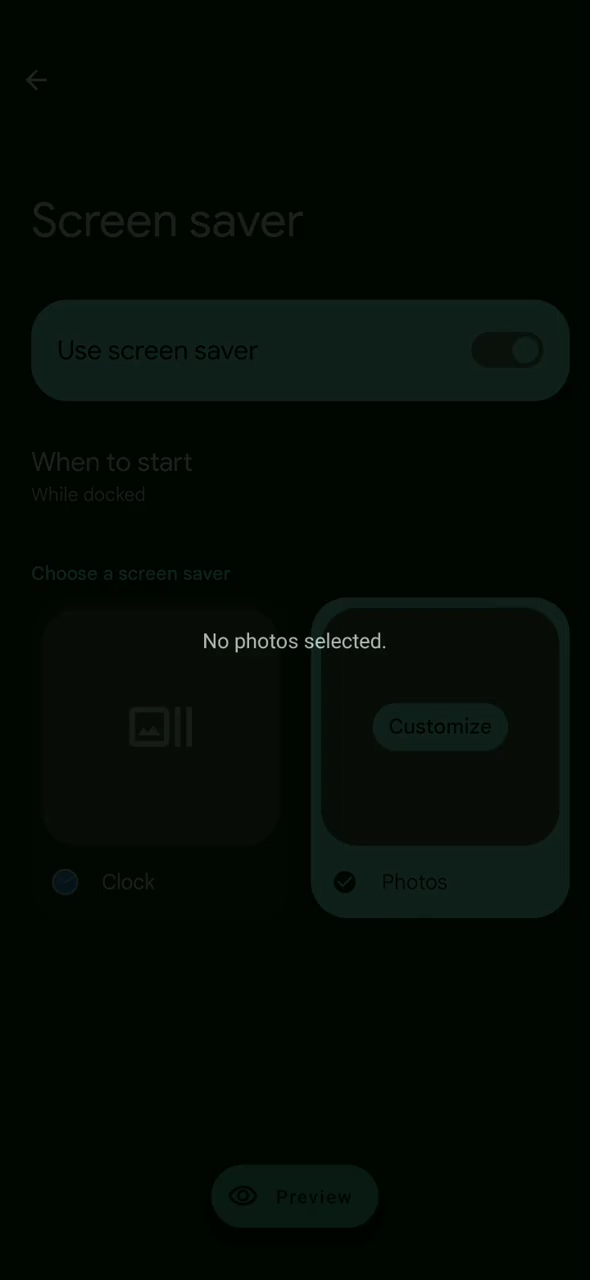 Screen saver
Use screen saver
When to start
While docked
Choose a screen saver
No photos selected.
Customize
Clock
Photos
Preview